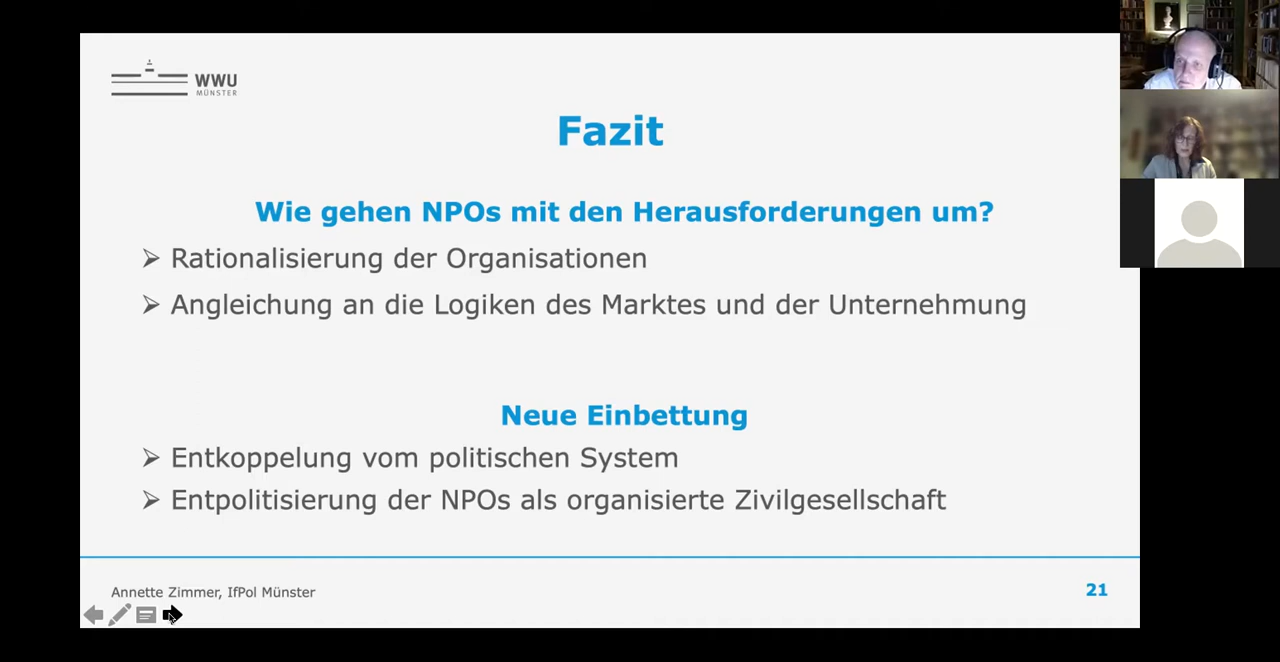 WWU
MÜNSTER
Fazit
Wie gehen NPOs mit den Herausforderungen um?
Rationalisierung der Organisationen
Angleichung an die Logiken des Marktes und der Unternehmung
Neue Einbettung
Entkoppelung vom politischen System
Entpolitisierung der NPOs als organisierte Zivilgesellschaft
Annette Zimmer, IfPol Münster
21